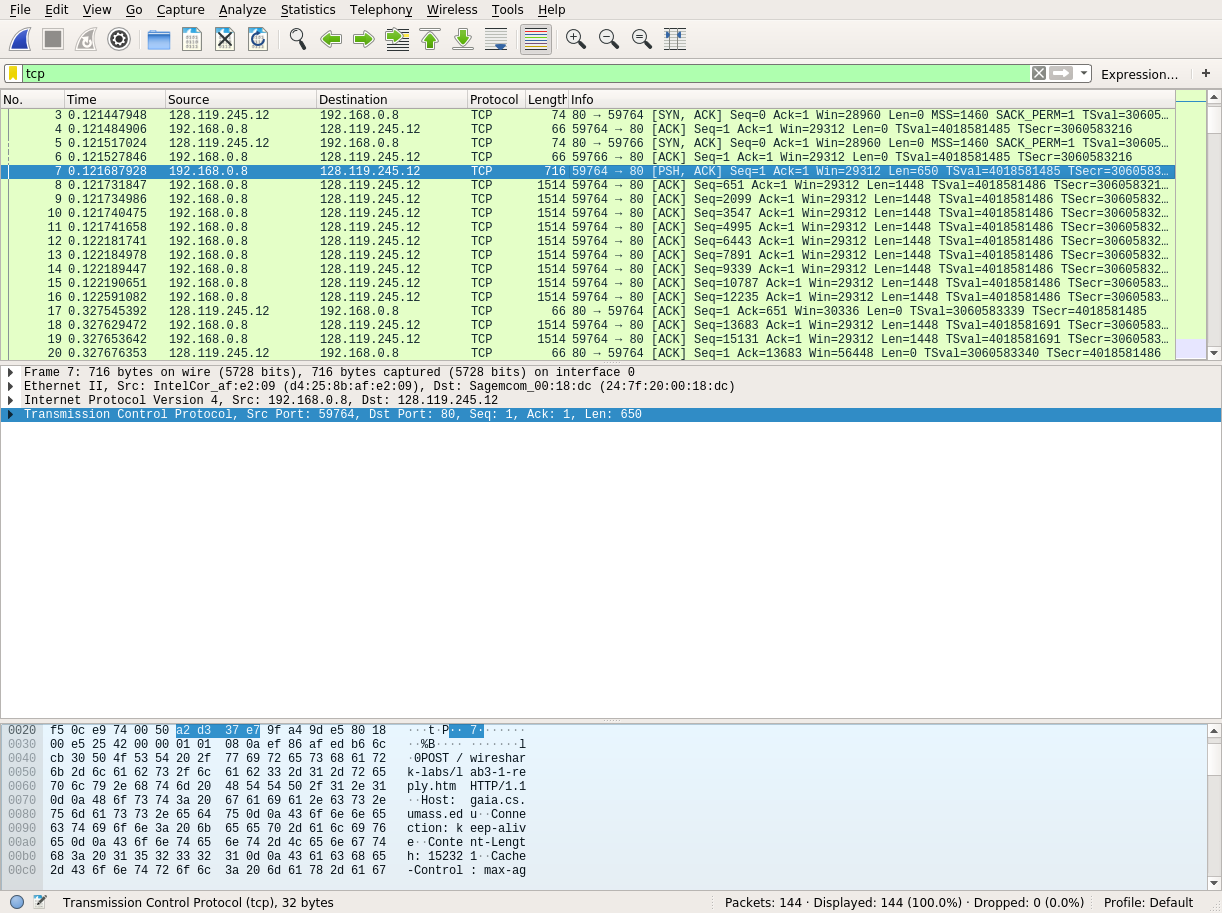 File Edit View Go Capture Analyze Statistics Telephony Wireless Tools Help
tcp Expression… +
No. Time Source Destination Protocol Length Info
3 0.121447948 128.119.245.12 192.168.0.8 TCP 74 80 → 59764 [SYN, ACK] Seq=0 Ack=1 Win=28960 Len=0 MSS=1460 SACK_PERM=1 TSval=30605…
4 0.121484906 192.168.0.8 128.119.245.12 TCP 66 59764 → 80 [ACK] Seq=1 Ack=1 Win=29312 Len=0 TSval=4018581485 TSecr=3060583216
5 0.121517024 128.119.245.12 192.168.0.8 TCP 74 80 → 59766 [SYN, ACK] Seq=0 Ack=1 Win=28960 Len=0 MSS=1460 SACK_PERM=1 TSval=30605…
6 0.121527846 192.168.0.8 128.119.245.12 TCP 66 59766 → 80 [ACK] Seq=1 Ack=1 Win=29312 Len=0 TSval=4018581485 TSecr=3060583216
7 0.121687928 192.168.0.8 128.119.245.12 TCP 716 59764 → 80 [PSH, ACK] Seq=1 Ack=1 Win=29312 Len=650 TSval=4018581485 TSecr=3060583…
8 0.121731847 192.168.0.8 128.119.245.12 TCP 1514 59764 → 80 [ACK] Seq=651 Ack=1 Win=29312 Len=1448 TSval=4018581486 TSecr=306058321…
9 0.121734986 192.168.0.8 128.119.245.12 TCP 1514 59764 → 80 [ACK] Seq=2099 Ack=1 Win=29312 Len=1448 TSval=4018581486 TSecr=30605832…
10 0.121740475 192.168.0.8 128.119.245.12 TCP 1514 59764 → 80 [ACK] Seq=3547 Ack=1 Win=29312 Len=1448 TSval=4018581486 TSecr=30605832…
11 0.121741658 192.168.0.8 128.119.245.12 TCP 1514 59764 → 80 [ACK] Seq=4995 Ack=1 Win=29312 Len=1448 TSval=4018581486 TSecr=30605832…
12 0.122181741 192.168.0.8 128.119.245.12 TCP 1514 59764 → 80 [ACK] Seq=6443 Ack=1 Win=29312 Len=1448 TSval=4018581486 TSecr=30605832…
13 0.122184978 192.168.0.8 128.119.245.12 TCP 1514 59764 → 80 [ACK] Seq=7891 Ack=1 Win=29312 Len=1448 TSval=4018581486 TSecr=30605832…
14 0.122189447 192.168.0.8 128.119.245.12 TCP 1514 59764 → 80 [ACK] Seq=9339 Ack=1 Win=29312 Len=1448 TSval=4018581486 TSecr=30605832…
15 0.122190651 192.168.0.8 128.119.245.12 TCP 1514 59764 → 80 [ACK] Seq=10787 Ack=1 Win=29312 Len=1448 TSval=4018581486 TSecr=3060583…
16 0.122591082 192.168.0.8 128.119.245.12 TCP 1514 59764 → 80 [ACK] Seq=12235 Ack=1 Win=29312 Len=1448 TSval=4018581486 TSecr=3060583…
17 0.327545392 128.119.245.12 192.168.0.8 TCP 66 80 → 59764 [ACK] Seq=1 Ack=651 Win=30336 Len=0 TSval=3060583339 TSecr=4018581485
18 0.327629472 192.168.0.8 128.119.245.12 TCP 1514 59764 → 80 [ACK] Seq=13683 Ack=1 Win=29312 Len=1448 TSval=4018581691 TSecr=3060583…
19 0.327653642 192.168.0.8 128.119.245.12 TCP 1514 59764 → 80 [ACK] Seq=15131 Ack=1 Win=29312 Len=1448 TSval=4018581691 TSecr=3060583…
20 0.327676353 128.119.245.12 192.168.0.8 TCP 66 80 → 59764 [ACK] Seq=1 Ack=13683 Win=56448 Len=0 TSval=3060583340 TSecr=4018581486
Frame 7: 716 bytes on wire (5728 bits), 716 bytes captured (5728 bits) on interface 0
Ethernet II, Src: IntelCor_af:e2:09 (d4:25:8b:af:e2:09), Dst: Sagemcom_00:18:dc (24:7f:20:00:18:dc)
Internet Protocol Version 4, Src: 192.168.0.8, Dst: 128.119.245.12
Transmission Control Protocol, Src Port: 59764, Dst Port: 80, Seq: 1, Ack: 1, Len: 650
0020 f5 0c e9 74 00 50 a2 d3 37 e7 9f a4 9d e5 80 18 ···t·P·· 7·······
0030 00 e5 25 42 00 00 01 01 08 0a ef 86 af ed b6 6c ··%B···· ·······l
0040 cb 30 50 4f 53 54 20 2f 77 69 72 65 73 68 61 72 ·0POST / wireshar
0050 6b 2d 6c 61 62 73 2f 6c 61 62 33 2d 31 2d 72 65 k-labs/l ab3-1-re
0060 70 6c 79 2e 68 74 6d 20 48 54 54 50 2f 31 2e 31 ply.htm HTTP/1.1
0070 0d 0a 48 6f 73 74 3a 20 67 61 69 61 2e 63 73 2e ··Host: gaia.cs.
0080 75 6d 61 73 73 2e 65 64 75 0d 0a 43 6f 6e 6e 65 umass.ed u··Conne
0090 63 74 69 6f 6e 3a 20 6b 65 65 70 2d 61 6c 69 76 ction: k eep-aliv
00a0 65 0d 0a 43 6f 6e 74 65 6e 74 2d 4c 65 6e 67 74 e··Conte nt-Lengt
00b0 68 3a 20 31 35 32 33 32 31 0d 0a 43 61 63 68 65 h: 15232 1··Cache
00c0 2d 43 6f 6e 74 72 6f 6c 3a 20 6d 61 78 2d 61 67 -Control : max-ag
Transmission Control Protocol (tcp), 32 bytes Packets: 144 · Displayed: 144 (100.0%) · Dropped: 0 (0.0%) Profile: Default